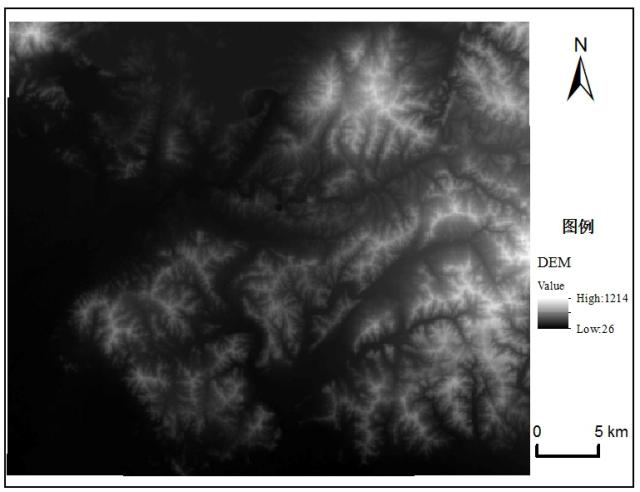 N
图例
DEM
Value
High:1214
Low:26
0 5 km